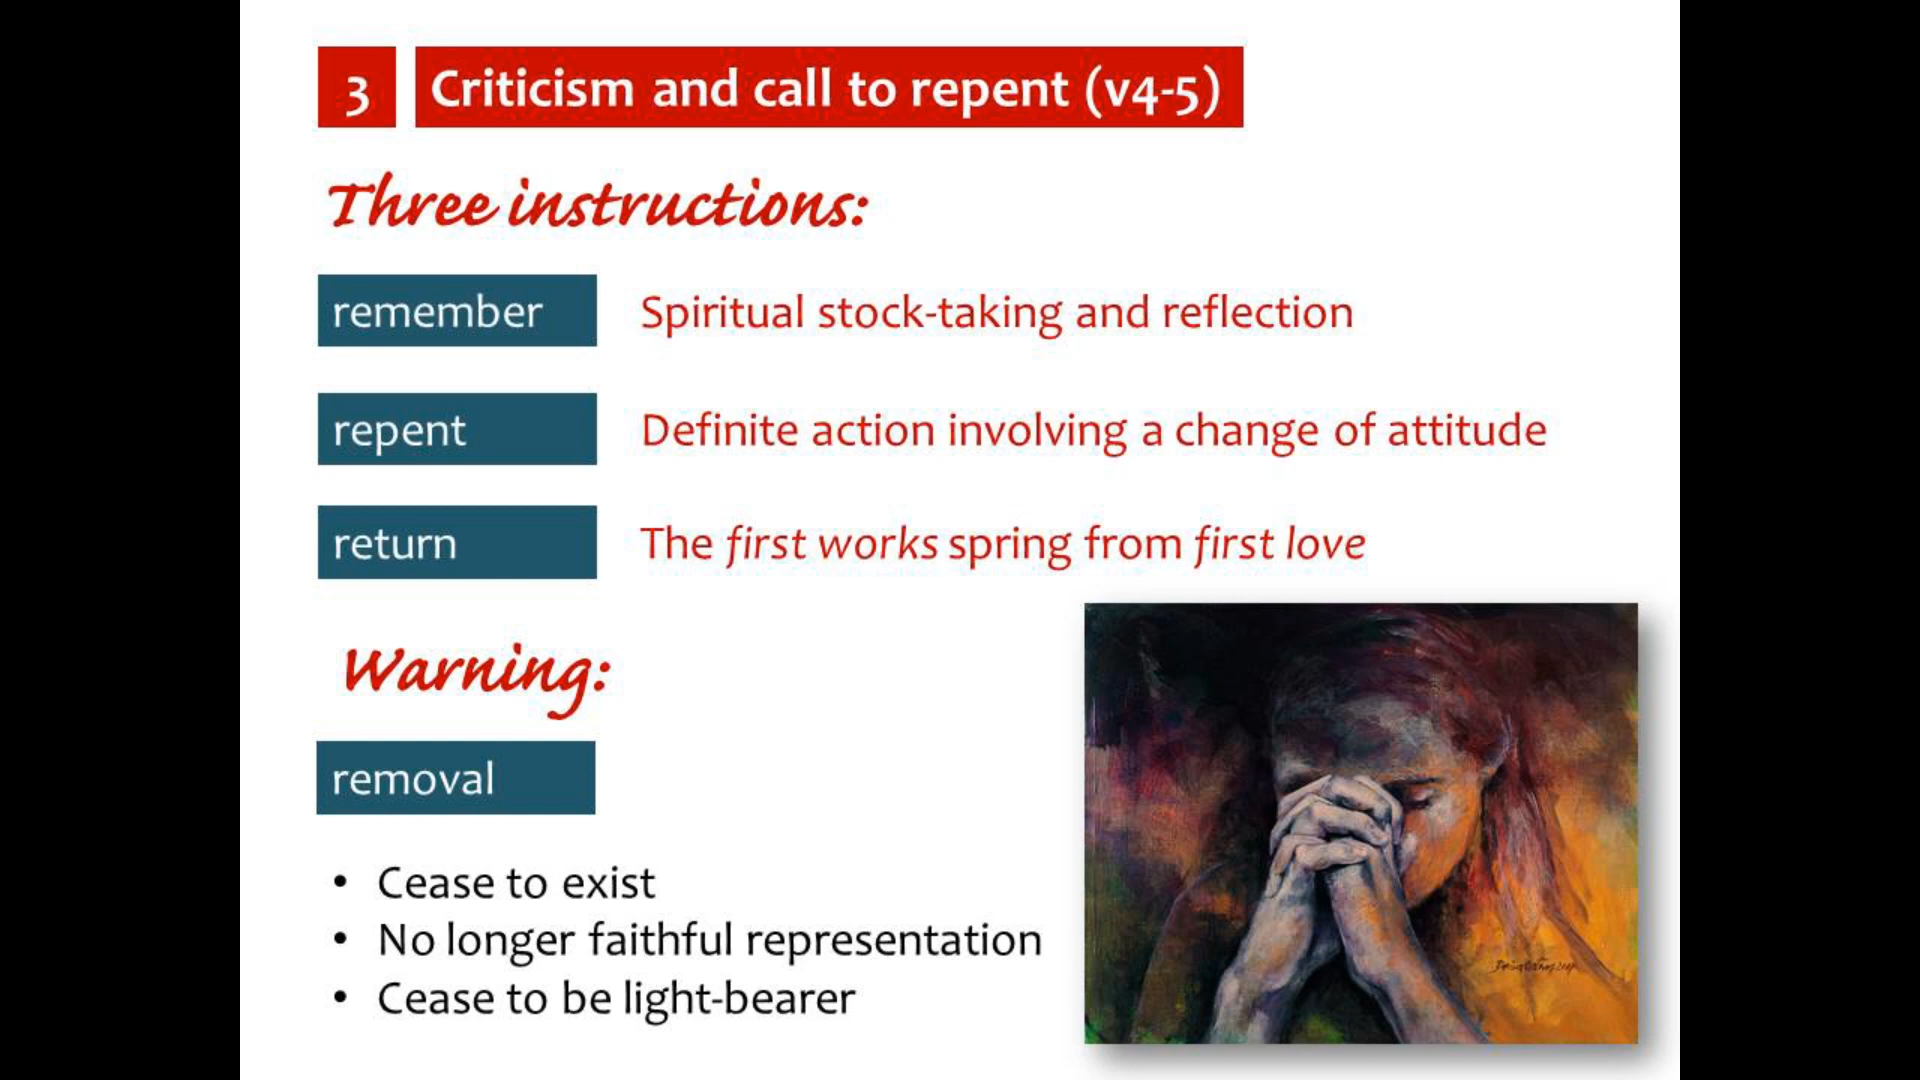 3 Criticism and call to repent (v4-5)
Three instructions:
remember Spiritual stock-taking and reflection
repent Definite action involving a change of attitude
return The first works spring from first love
Warning:
removal
• Cease to exist
• No longer faithful representation
• Cease to be light-bearer